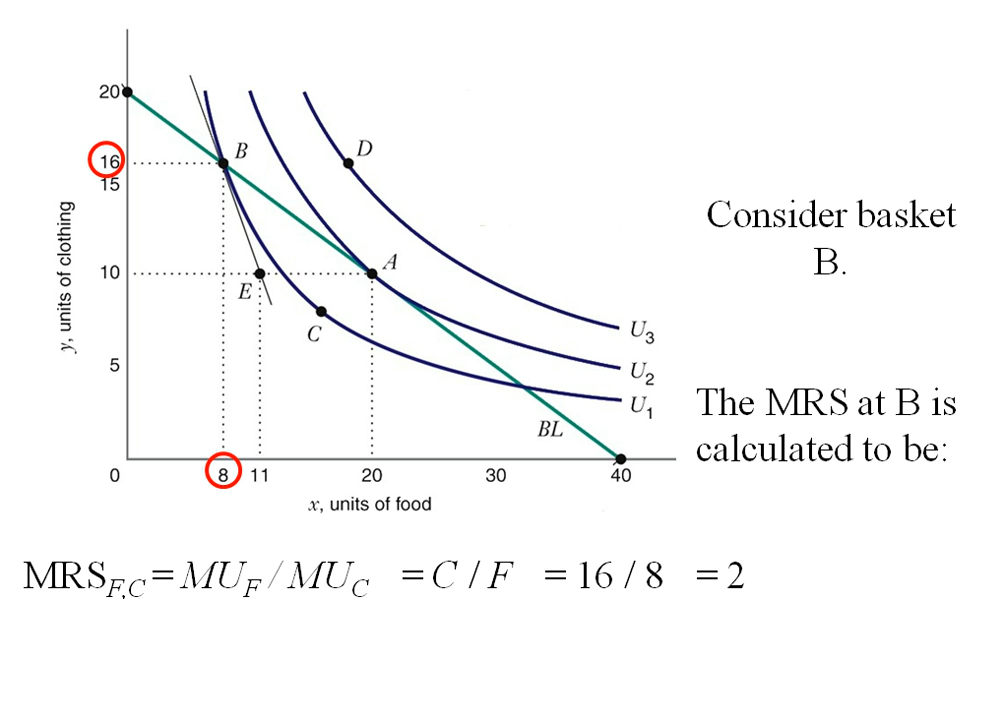 20
B
D
16
15
Consider basket
B.
y, units of clothing
10
A
E
C
U3
5
U2
U1
The MRS at B is
calculated to be:
BL
0
8
11
20
30
40
x, units of food
MRSF,C = MUF / MUC = C / F = 16 / 8 = 2